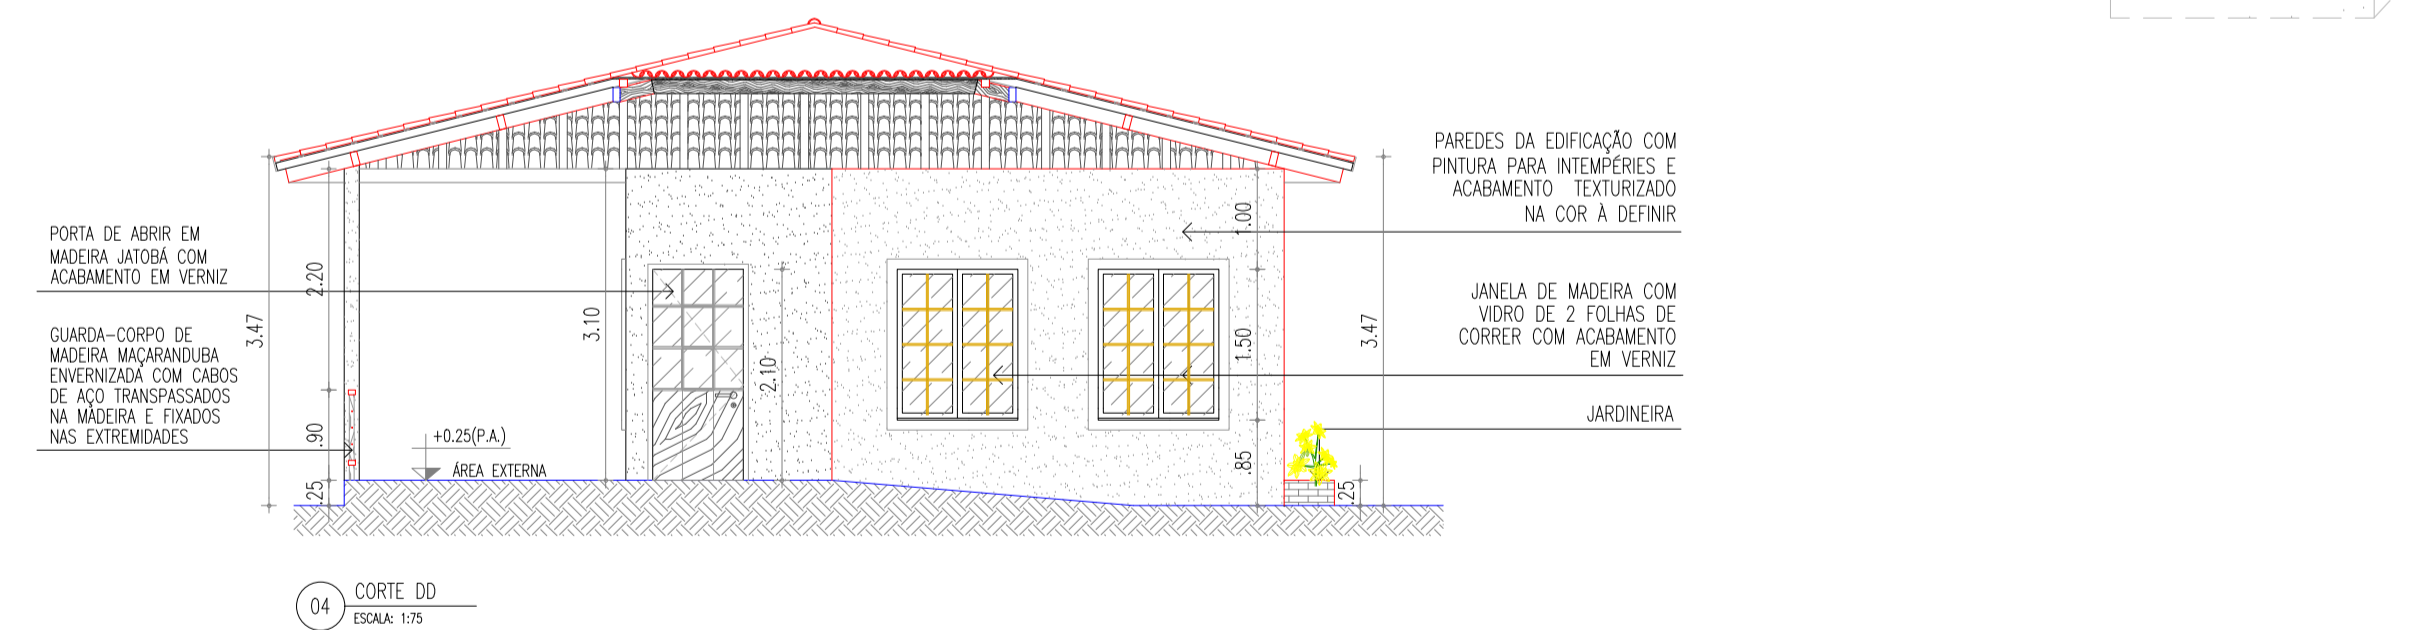 PORTA DE ABRIR EM
MADEIRA JATOBÁ COM
ACABAMENTO EM VERNIZ
GUARDA-CORPO DE
MADEIRA MAÇARANDUBA
ENVERNIZADA COM CABOS
DE AÇO TRANSPASSADOS
NA MADEIRA E FIXADOS
NAS EXTREMIDADES
3.47
2.20
.90
.25
3.10
+0.25(P.A.)
ÁREA EXTERNA
2.10
1.00
1.50
.85
.25
3.47
PAREDES DA EDIFICAÇÃO COM
PINTURA PARA INTEMPÉRIES E
ACABAMENTO TEXTURIZADO
NA COR À DEFINIR
JANELA DE MADEIRA COM
VIDRO DE 2 FOLHAS DE
CORRER COM ACABAMENTO
EM VERNIZ
JARDINEIRA
04
CORTE DD
ESCALA: 1:75